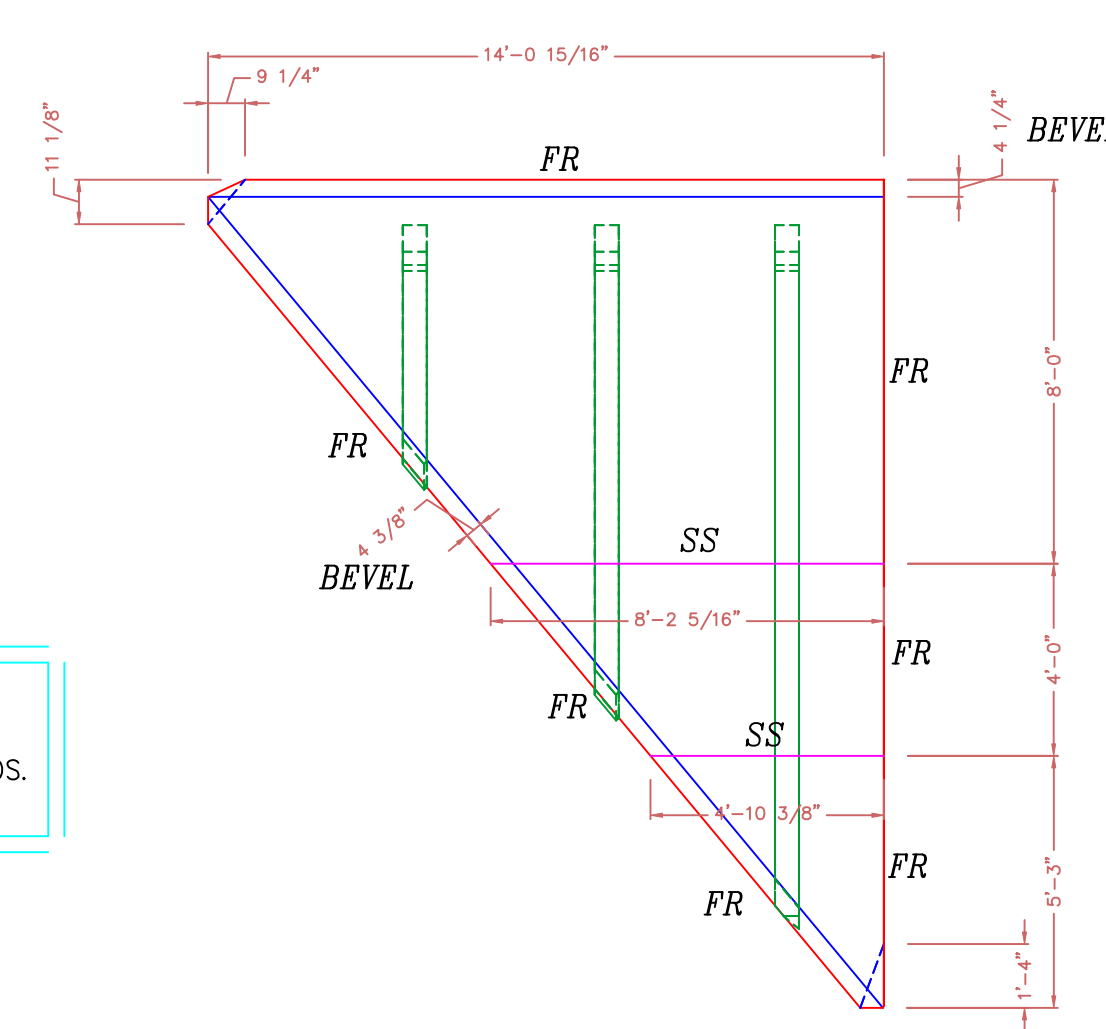 14'-0 15/16"
9 1/4"
11 1/8"
4 1/4"
BEVE
FR
8'-0"
FR
FR
4 3/8"
BEVEL
SS
8'-2 5/16"
FR
4'-0"
FR
SS
OS.
4'-10 3/8"
FR
5'-3"
FR
1'-4"